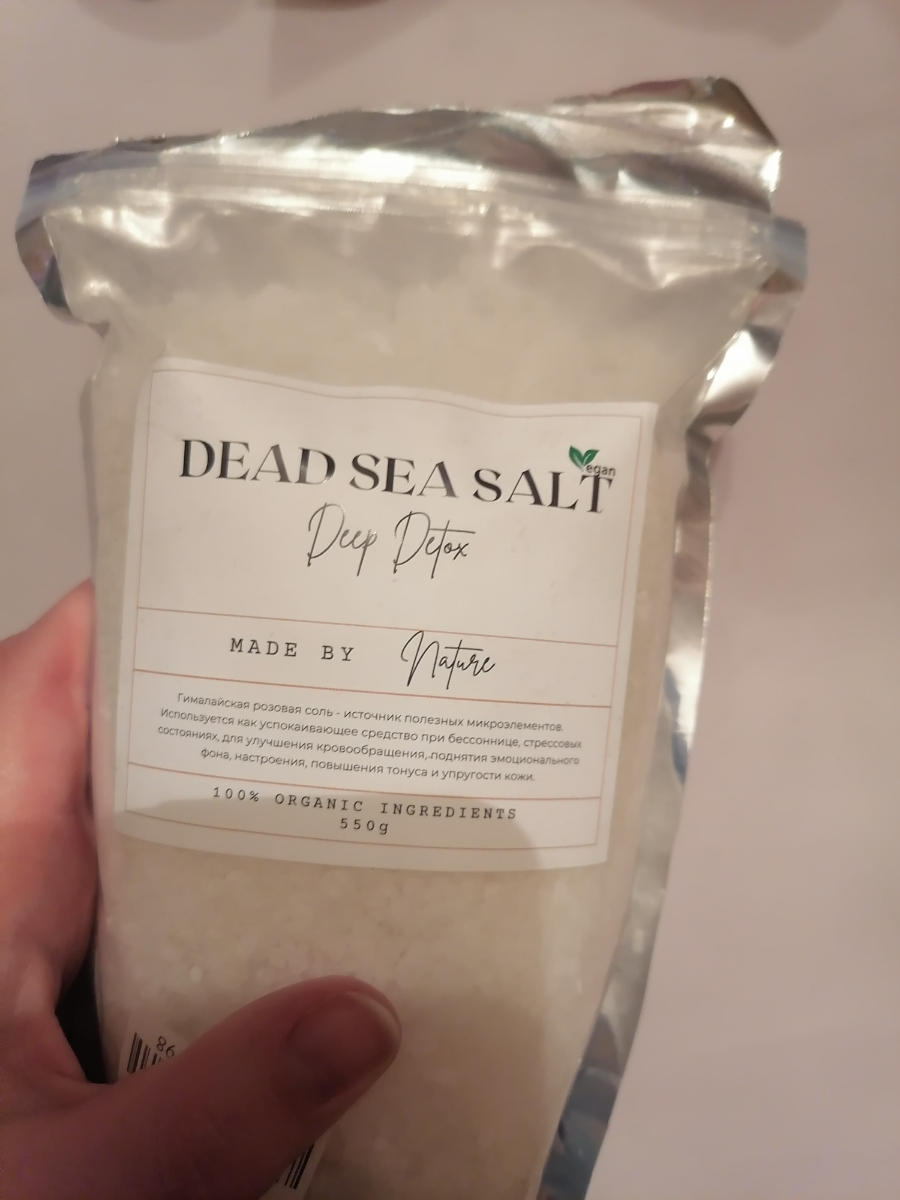 egan
DEAD SEA SALT
Deep Detox
MADE BY Nature
Гималайская розовая соль - источник полезных микроэлементов.
Используется как успокаивающее средство при бессоннице, стрессовых
состояниях, для улучшения кровообращения,.поднятия эмоционального
фона, настроения, повышения тонуса и упругости кожи.
100% ORGANIC INGREDIENTS
550g